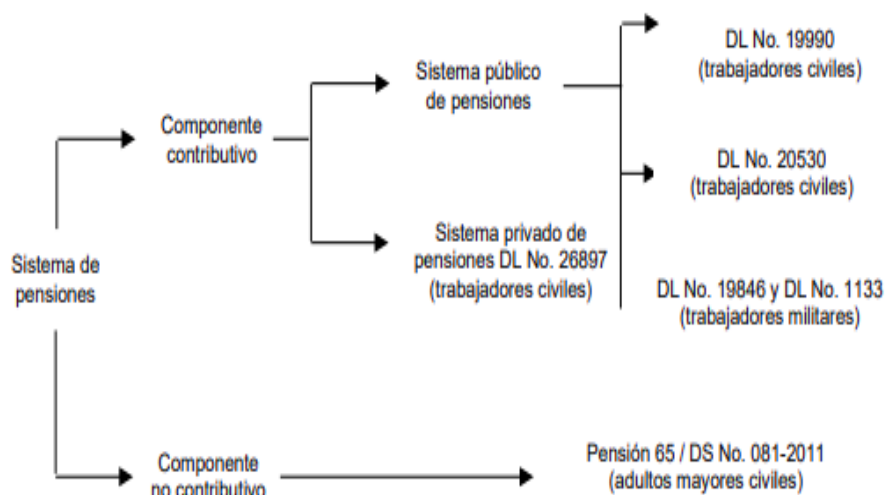 DL No. 19990
(trabajadores civiles)
Sistema público
de pensiones
Componente
contributivo
DL No. 20530
(trabajadores civiles)
Sistema privado de
pensiones DL No. 26897
(trabajadores civiles)
Sistema de
pensiones
DL No. 19846 y DL No. 1133
(trabajadores militares)
Pensión 65 / DS No. 081-2011
(adultos mayores civiles)
Componente
no contributivo